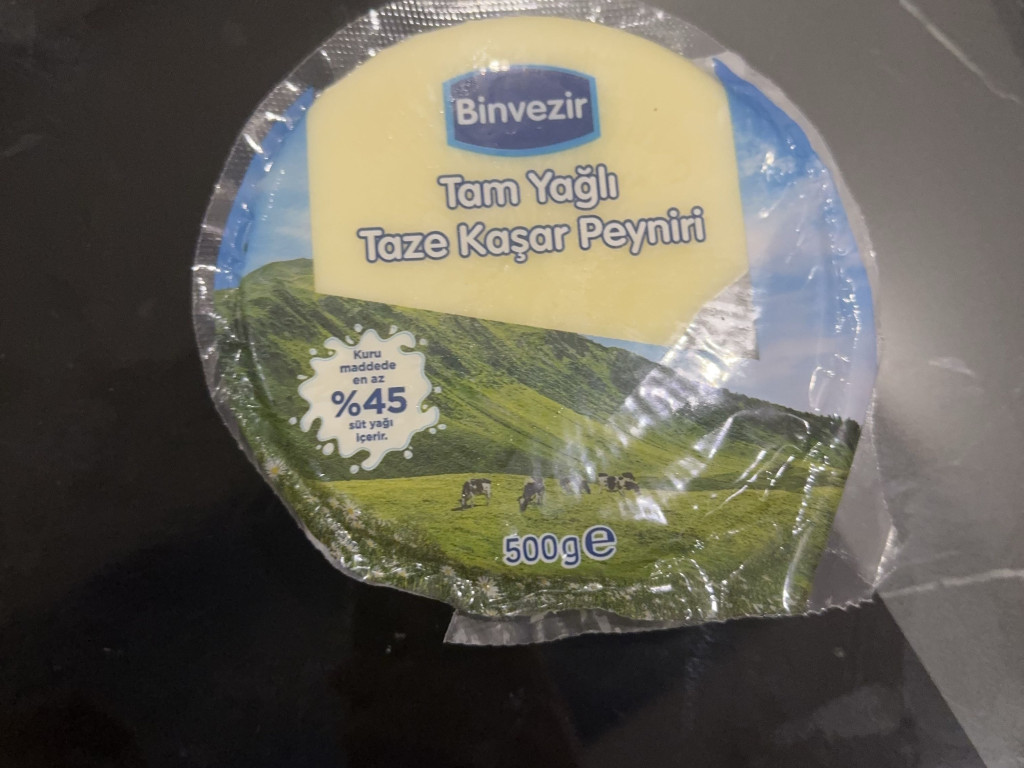 Binvezir
Tam Yağlı
Taze Kaşar Peyniri
Kuru
maddede
en az
%45
süt yağı
içerir.
500g e